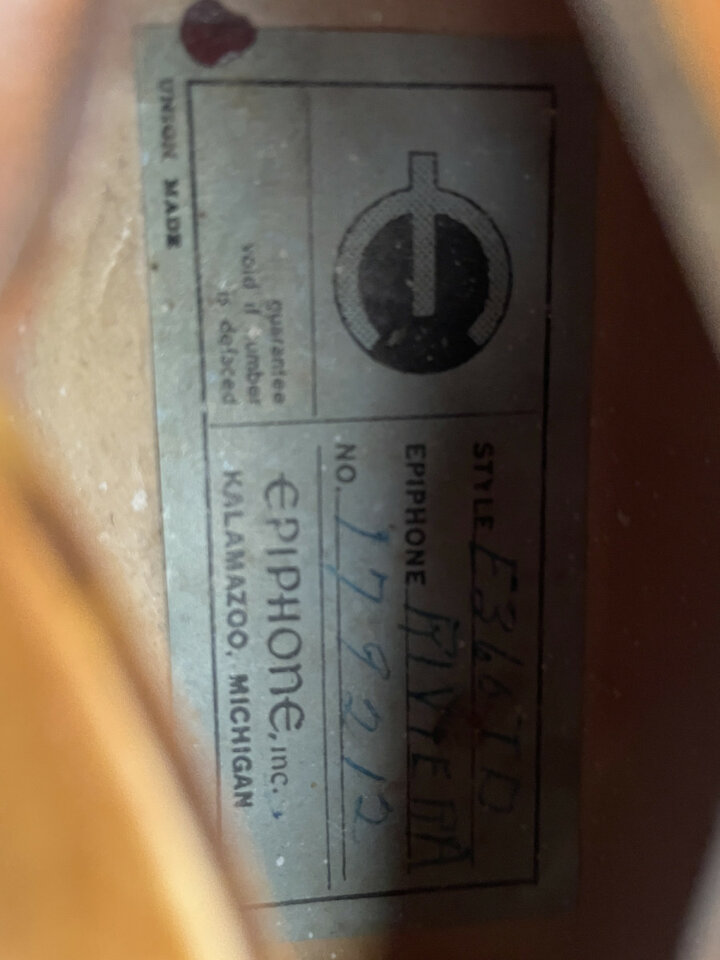 STYLE E360TD
EPIPHONE RIVIERA
NO. 179212
EPIPHONE, INC.,
KALAMAZOO, MICHIGAN
guarantee
void if number
is defaced
UNION MADE